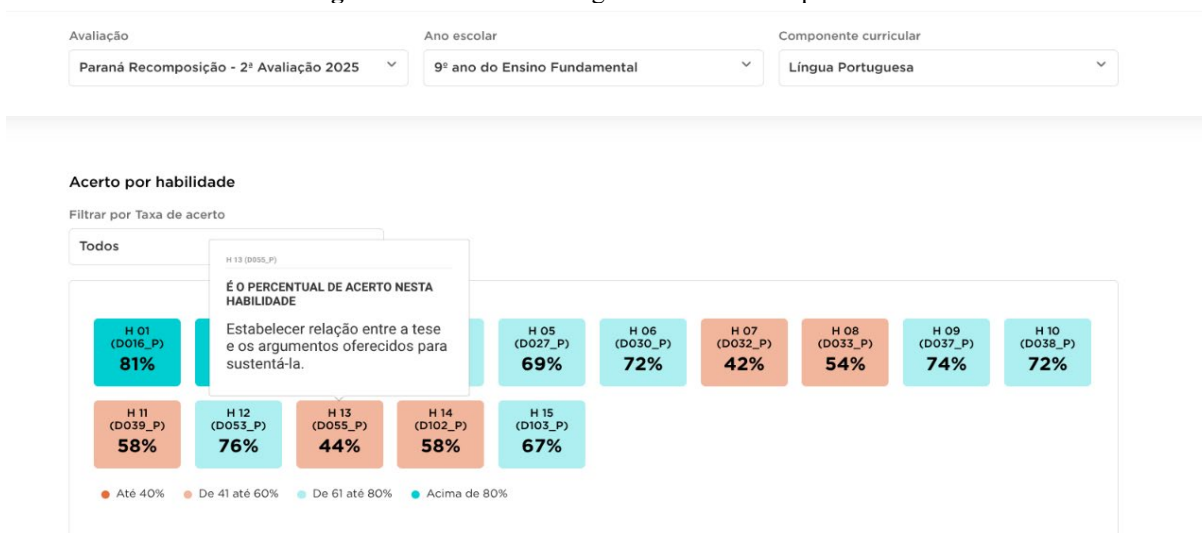 Avaliação
Ano escolar
Componente curricular
Paraná Recomposição - 2ª Avaliação 2025
9º ano do Ensino Fundamental
Língua Portuguesa
Acerto por habilidade
Filtrar por Taxa de acerto
Todos
H 13 (D055_P)
É O PERCENTUAL DE ACERTO NESTA
HABILIDADE
Estabelecer relação entre a tese
e os argumentos oferecidos para
sustentá-la.
H 01
(D016_P)
81%
H 05
(D027_P)
69%
H 06
(D030_P)
72%
H 07
(D032_P)
42%
H 08
(D033_P)
54%
H 09
(D037_P)
74%
H 10
(D038_P)
72%
H 11
(D039_P)
58%
H 12
(D053_P)
76%
H 13
(D055_P)
44%
H 14
(D102_P)
58%
H 15
(D103_P)
67%
Até 40%
De 41 até 60%
De 61 até 80%
Acima de 80%